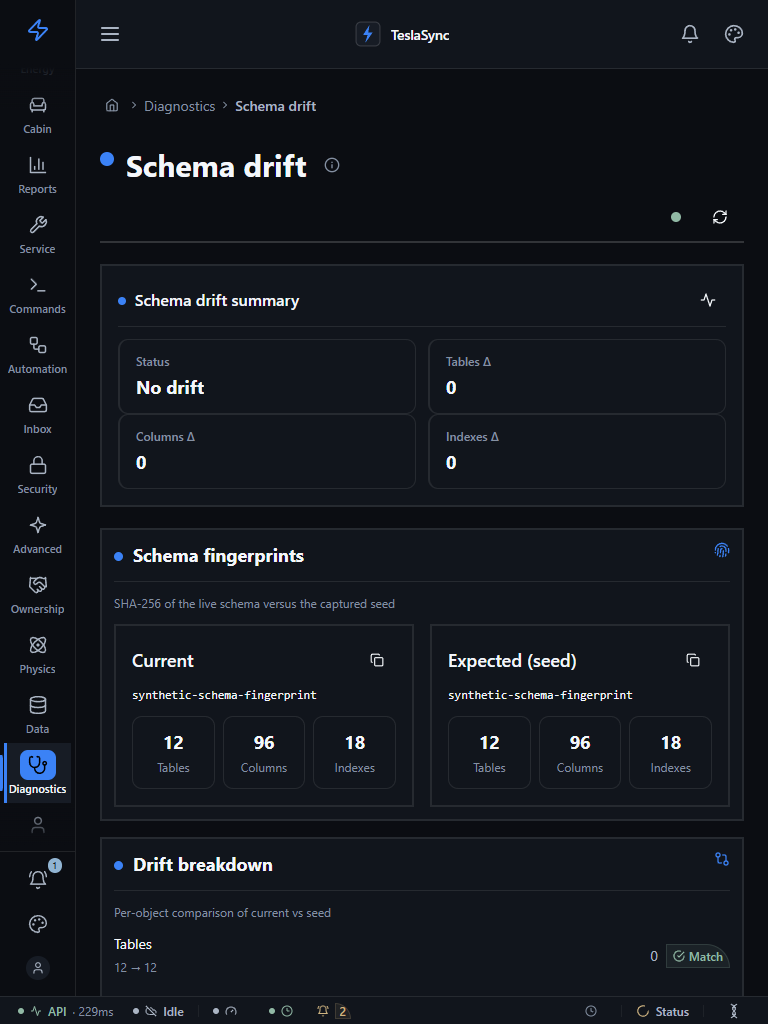 TeslaSync
Energy
Cabin
Reports
Service
Commands
Automation
Inbox
Security
Advanced
Ownership
Physics
Data
Diagnostics
1
Diagnostics
Schema drift
Schema drift
Schema drift summary
Status
No drift
Tables Δ
0
Columns Δ
0
Indexes Δ
0
Schema fingerprints
SHA-256 of the live schema versus the captured seed
Current
synthetic-schema-fingerprint
12
Tables
96
Columns
18
Indexes
Expected (seed)
synthetic-schema-fingerprint
12
Tables
96
Columns
18
Indexes
Drift breakdown
Per-object comparison of current vs seed
Tables
12 → 12
0
Match
API · 229ms
Idle
2
Status